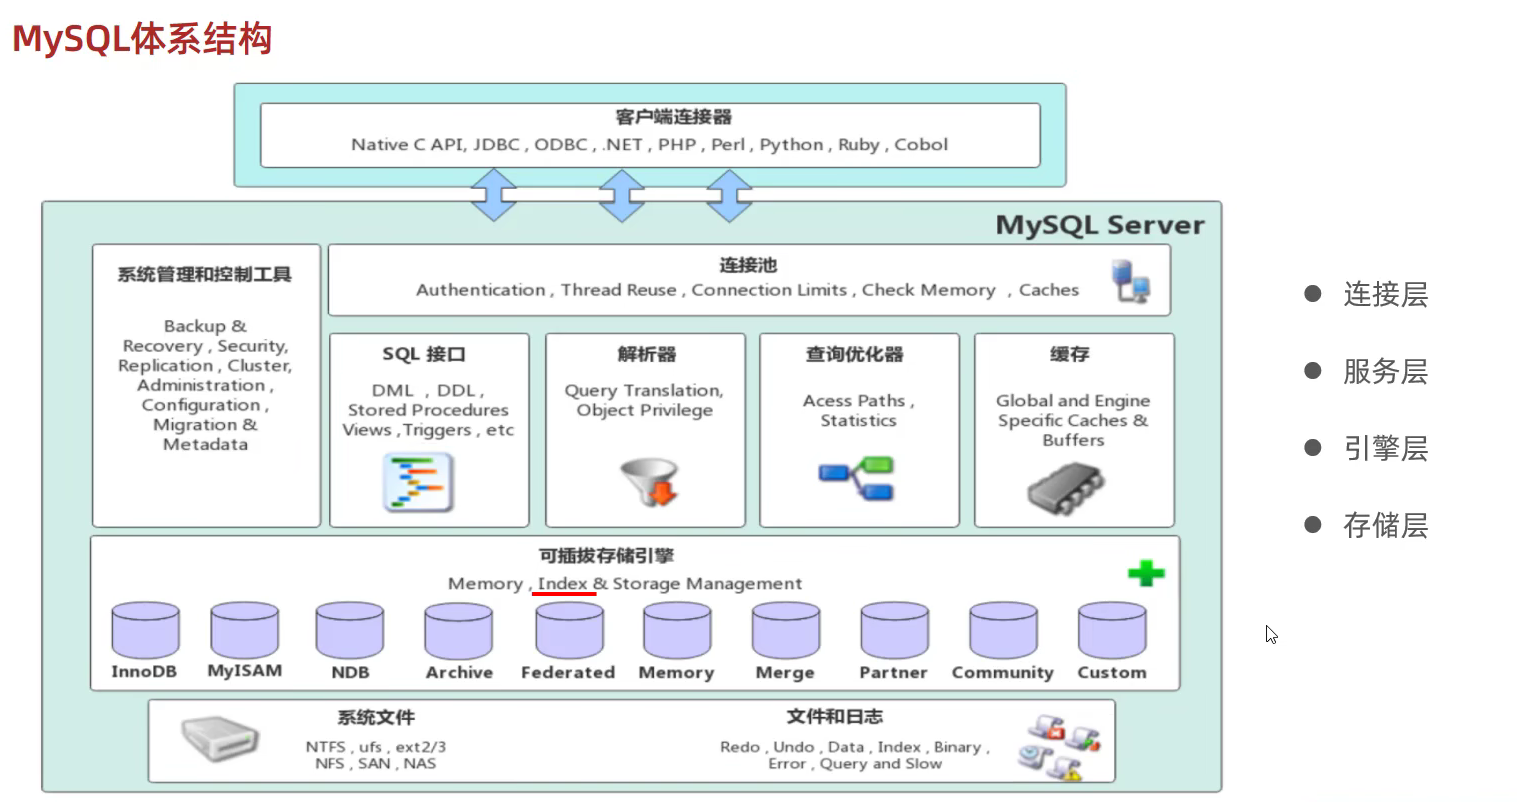 MySQL体系结构
客户端连接器
Native C API, JDBC , ODBC , .NET , PHP , Perl , Python , Ruby , Cobol
MySQL Server
系统管理和控制工具
Backup &
Recovery , Security,
Replication , Cluster,
Administration ,
Configuration ,
Migration &
Metadata
连接池
Authentication , Thread Reuse , Connection Limits , Check Memory , Caches
SQL 接口
DML , DDL ,
Stored Procedures
Views ,Triggers , etc
解析器
Query Translation,
Object Privilege
查询优化器
Acess Paths ,
Statistics
缓存
Global and Engine
Specific Caches &
Buffers
可插拔存储引擎
Memory , Index & Storage Management
InnoDB
MyISAM
NDB
Archive
Federated
Memory
Merge
Partner
Community
Custom
系统文件
NTFS , ufs , ext2/3
NFS , SAN , NAS
文件和日志
Redo , Undo , Data , Index , Binary ,
Error , Query and Slow
● 连接层
● 服务层
● 引擎层
● 存储层